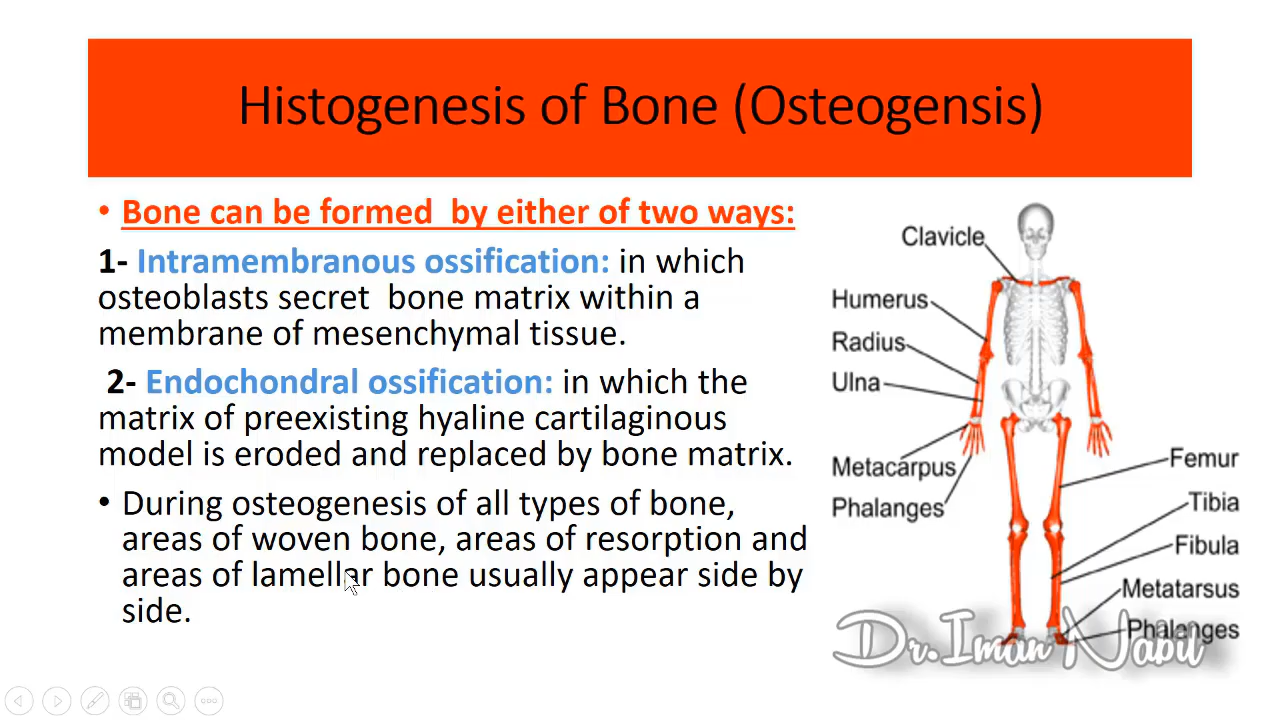 Histogenesis of Bone (Osteogensis)
• Bone can be formed by either of two ways:
1- Intramembranous ossification: in which
osteoblasts secret bone matrix within a
membrane of mesenchymal tissue.
2- Endochondral ossification: in which the
matrix of preexisting hyaline cartilaginous
model is eroded and replaced by bone matrix.
• During osteogenesis of all types of bone,
areas of woven bone, areas of resorption and
areas of lamellar bone usually appear side by
side.
Clavicle
Humerus
Radius
Ulna
Metacarpus
Phalanges
Femur
Tibia
Fibula
Metatarsus
Phalanges
Dr.Iman Nabil